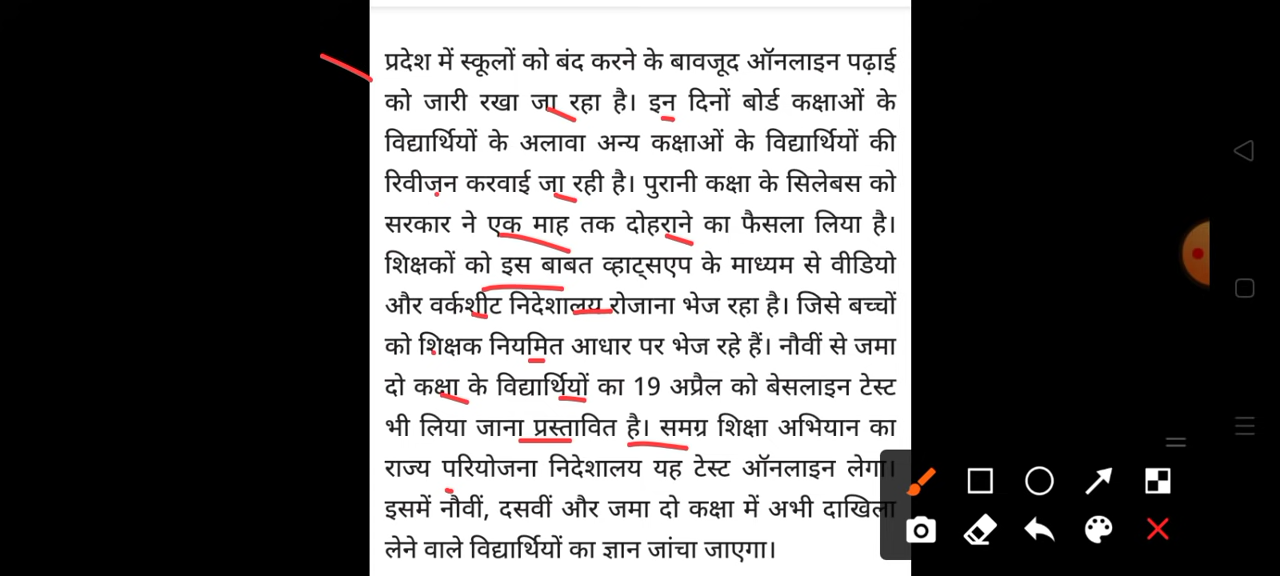 प्रदेश में स्कूलों को बंद करने के बावजूद ऑनलाइन पढ़ाई
को जारी रखा जा रहा है। इन दिनों बोर्ड कक्षाओं के
विद्यार्थियों के अलावा अन्य कक्षाओं के विद्यार्थियों की
रिवीज़न करवाई जा रही है। पुरानी कक्षा के सिलेबस को
सरकार ने एक माह तक दोहराने का फैसला लिया है।
शिक्षकों को इस बाबत व्हाट्सएप के माध्यम से वीडियो
और वर्कशीट निदेशालय रोजाना भेज रहा है। जिसे बच्चों
को शिक्षक नियमित आधार पर भेज रहे हैं। नौवीं से जमा
दो कक्षा के विद्यार्थियों का 19 अप्रैल को बेसलाइन टेस्ट
भी लिया जाना प्रस्तावित है। समग्र शिक्षा अभियान का
राज्य परियोजना निदेशालय यह टेस्ट ऑनलाइन लेगा।
इसमें नौवीं, दसवीं और जमा दो कक्षा में अभी दाखिला
लेने वाले विद्यार्थियों का ज्ञान जांचा जाएगा।